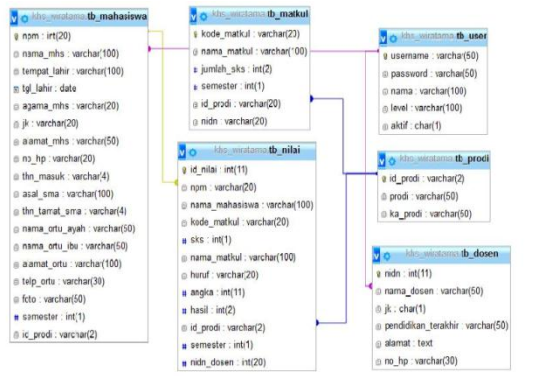 khs_wiratama.tb_mahasiswa
npm : int(20)
nama_mhs : varchar(100)
tempat_lahir : varchar(100)
tgl_lahir : date
agama_mhs : varchar(20)
jk : varchar(20)
alamat_mhs : varchar(50)
no_hp : varchar(20)
thn_masuk : varchar(4)
asal_sma : varchar(100)
thn_tamat_sma : varchar(4)
nama_ortu_ayah : varchar(50)
nama_ortu_ibu : varchar(50)
alamat_ortu : varchar(100)
telp_ortu : varchar(30)
foto : varchar(50)
semester : int(1)
id_prodi : varchar(2)
khs_wiratama.tb_matkul
kode_matkul : varchar(20)
nama_matkul : varchar(100)
jumlah_sks : int(2)
semester : int(1)
id_prodi : varchar(20)
nidn : varchar(20)
khs_wiratama.tb_nilai
id_nilai : int(11)
npm : varchar(20)
nama_mahasiswa : varchar(100)
kode_matkul : varchar(20)
sks : int(1)
nama_matkul : varchar(100)
huruf : varchar(20)
angka : int(11)
hasil : int(2)
id_prodi : varchar(2)
semester : int(1)
nidn_dosen : int(20)
khs_wiratama.tb_user
username : varchar(50)
password : varchar(50)
nama : varchar(100)
level : varchar(100)
aktif : char(1)
khs_wiratama.tb_prodi
id_prodi : varchar(2)
prodi : varchar(50)
ka_prodi : varchar(50)
khs_wiratama.tb_dosen
nidn : int(11)
nama_dosen : varchar(50)
jk : char(1)
pendidikan_terakhir : varchar(50)
alamat : text
no_hp : varchar(30)